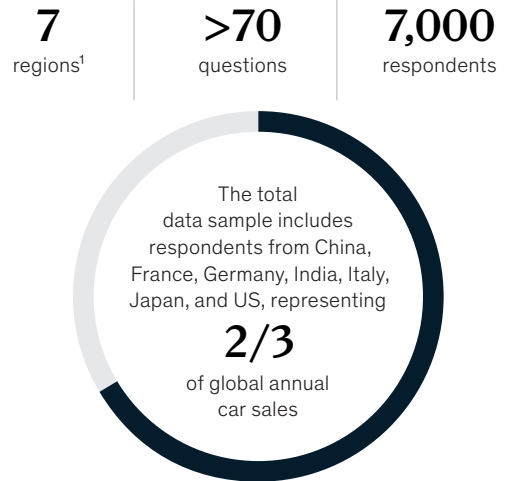 7
regions¹
>70
questions
7,000
respondents
The total
data sample includes
respondents from China,
France, Germany, India, Italy,
Japan, and US, representing
2/3
of global annual
car sales